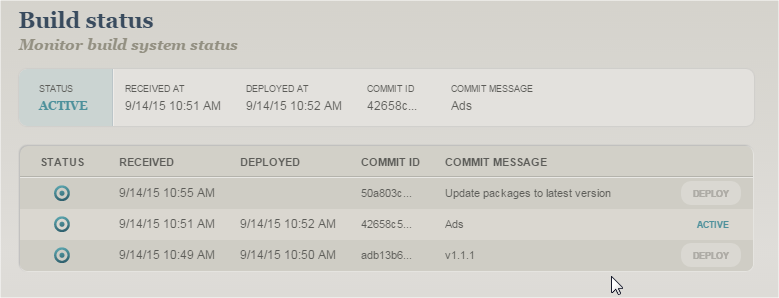 Build status
Monitor build system status
STATUS RECEIVED AT DEPLOYED AT COMMIT ID COMMIT MESSAGE
ACTIVE 9/14/15 10:51 AM 9/14/15 10:52 AM 42658c... Ads
STATUS RECEIVED DEPLOYED COMMIT ID COMMIT MESSAGE
9/14/15 10:55 AM 50a803c... Update packages to latest version DEPLOY
9/14/15 10:51 AM 9/14/15 10:52 AM 42658c5... Ads ACTIVE
9/14/15 10:49 AM 9/14/15 10:50 AM adb13b6... v1.1.1 DEPLOY